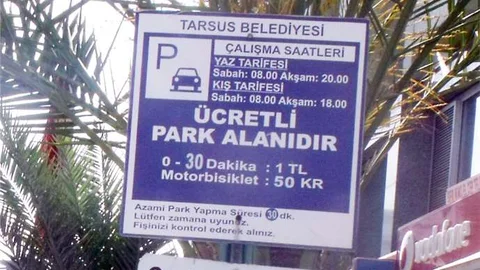 TARSUS BELEDİYESİ
P
ÇALIŞMA SAATLERİ
YAZ TARİFESİ
Sabah: 08.00 Akşam: 20.00
KIŞ TARİFESİ
Sabah: 08.00 Akşam: 18.00
ÜCRETLİ
PARK ALANIDIR
0 - 30 Dakika : 1 TL
Motorbisiklet : 50 KR
Azami Park Yapma Süresi 30 dk.
Lütfen zamana uyunuz.
Fişinizi kontrol ederek alınız.
vodafone